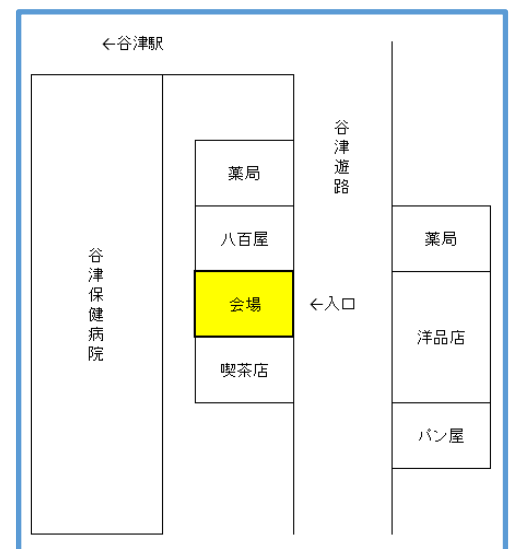 ←谷津駅
谷津遊路
薬局
八百屋
薬局
谷津保健病院
会場
←入口
洋品店
喫茶店
パン屋